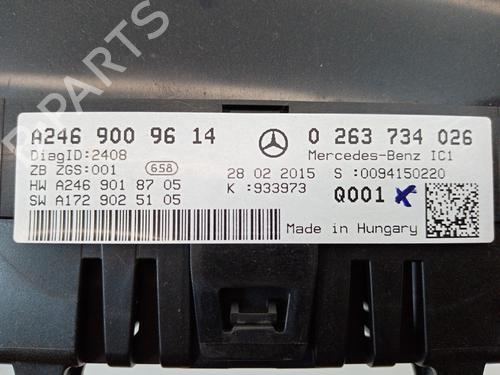 A246 900 96 14
0 263 734 026
DiagID:2408
Mercedes-Benz IC1
ZB ZGS:001
658
28 02 2015 S :0094150220
HW A246 901 87 05
K :933973
Q001
SW A172 902 51 05
Made in Hungary
B-PARTS